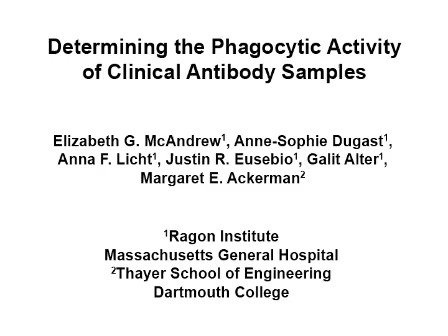 Determining the Phagocytic Activity
of Clinical Antibody Samples
Elizabeth G. McAndrew¹, Anne-Sophie Dugast¹,
Anna F. Licht¹, Justin R. Eusebio¹, Galit Alter¹,
Margaret E. Ackerman²
¹Ragon Institute
Massachusetts General Hospital
²Thayer School of Engineering
Dartmouth College